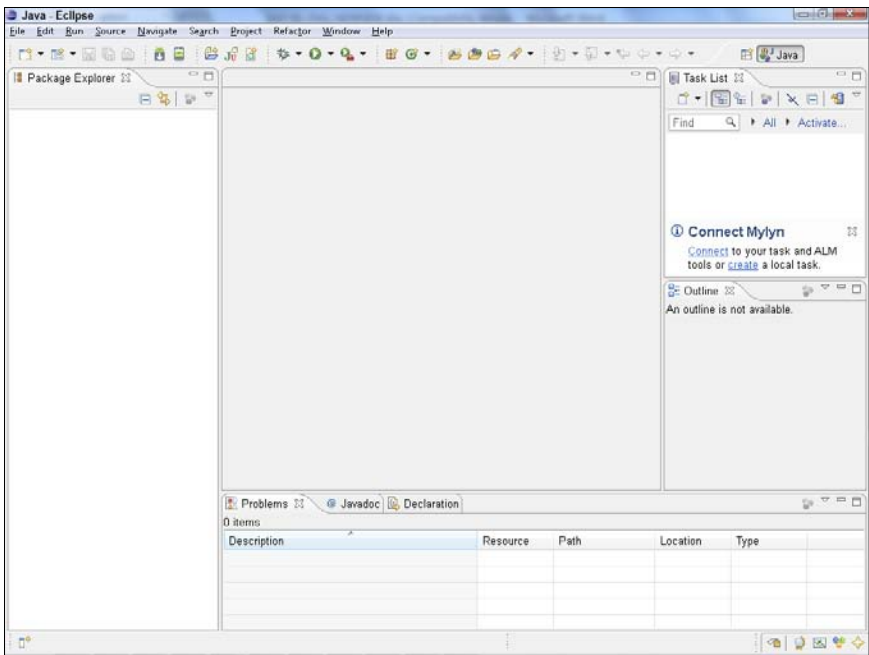 Java - Eclipse
File Edit Run Source Navigate Search Project Refactor Window Help
Java
Package Explorer
Task List
Find All Activate...
Connect Mylyn
Connect to your task and ALM
tools or create a local task.
Outline
An outline is not available.
Problems Javadoc Declaration
0 items
Description Resource Path Location Type